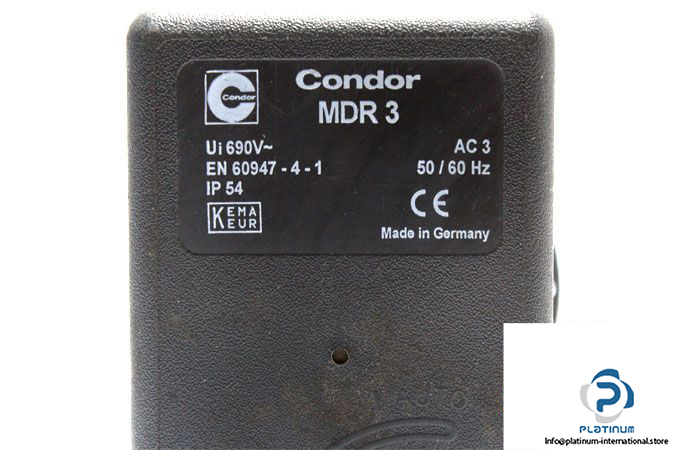 Condor
Condor
MDR 3
Ui 690V~
AC 3
EN 60947 - 4 - 1
50 / 60 Hz
IP 54
KEMA
KEUR
CE
Made in Germany
AUTO
PLATINUM
Info@platinum-international.store